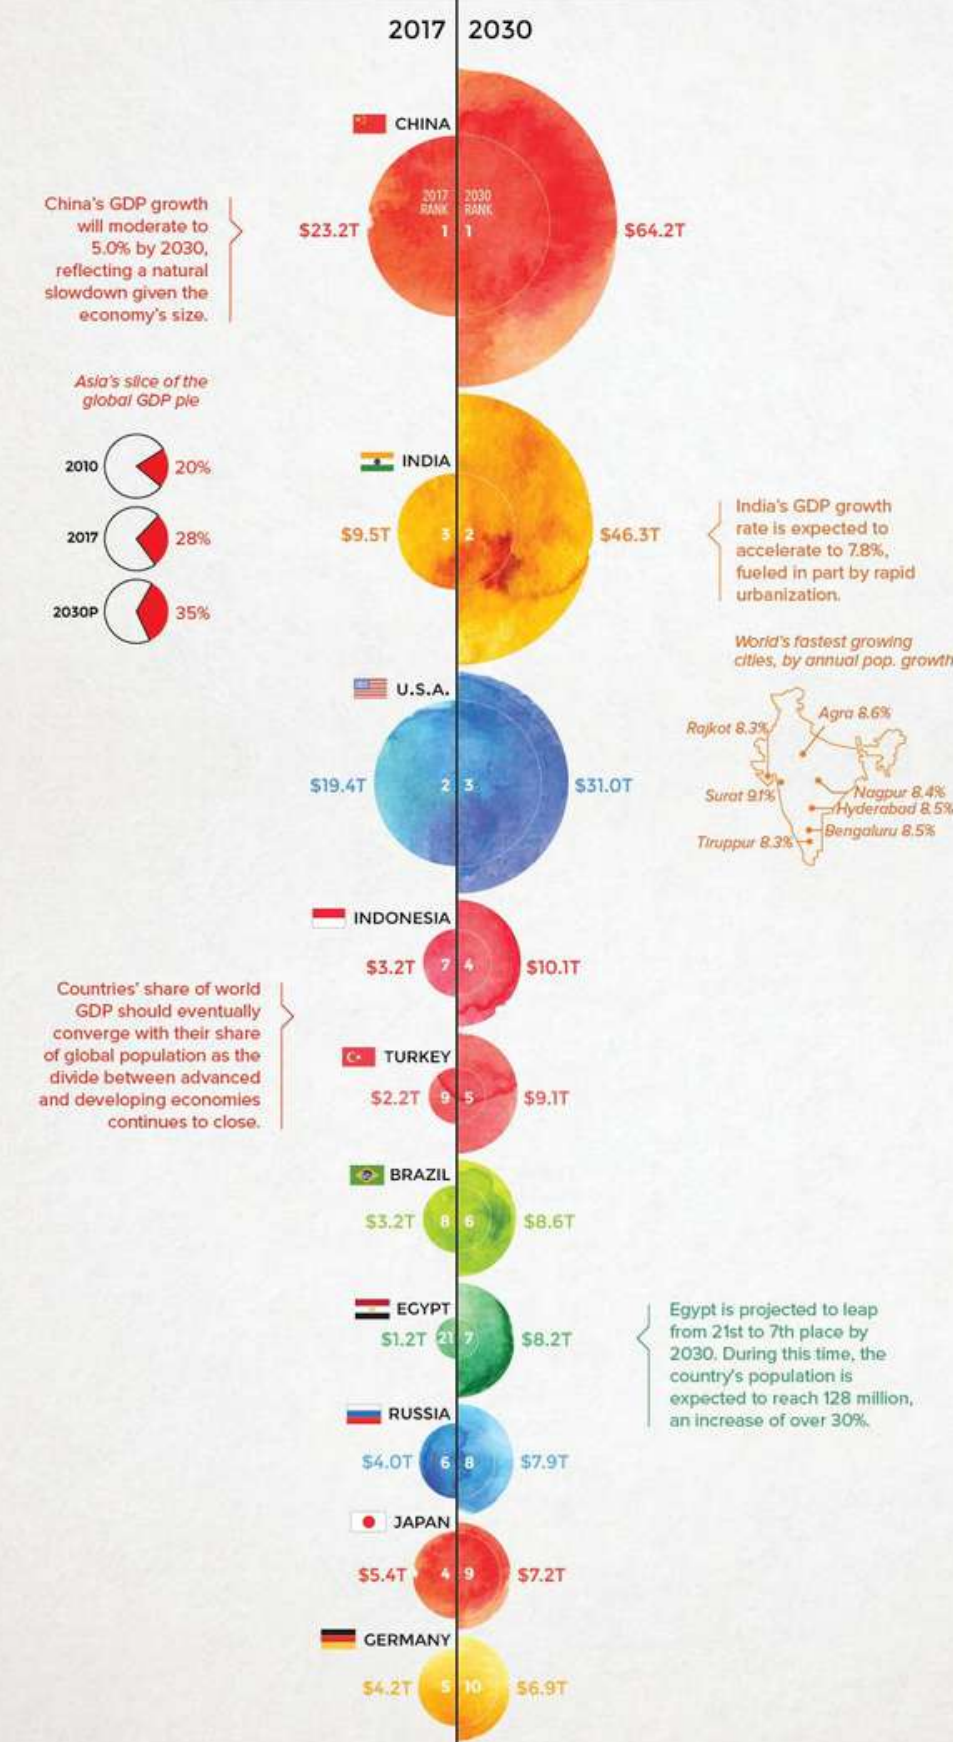 2017 2030
CHINA
2017 RANK 2030 RANK
$23.2T 1 1 $64.2T
China's GDP growth
will moderate to
5.0% by 2030,
reflecting a natural
slowdown given the
economy's size.
Asia's slice of the
global GDP pie
2010 20%
2017 28%
2030P 35%
INDIA
$9.5T 3 2 $46.3T
India's GDP growth
rate is expected to
accelerate to 7.8%,
fueled in part by rapid
urbanization.
World's fastest growing
cities, by annual pop. growth
Agra 8.6%
Rajkot 8.3%
Surat 9.1%
Nagpur 8.4%
Hyderabad 8.5%
Bengaluru 8.5%
Tiruppur 8.3%
U.S.A.
$19.4T 2 3 $31.0T
INDONESIA
$3.2T 7 4 $10.1T
Countries' share of world
GDP should eventually
converge with their share
of global population as the
divide between advanced
and developing economies
continues to close.
TURKEY
$2.2T 9 5 $9.1T
BRAZIL
$3.2T 8 6 $8.6T
EGYPT
$1.2T 21 7 $8.2T
Egypt is projected to leap
from 21st to 7th place by
2030. During this time, the
country's population is
expected to reach 128 million,
an increase of over 30%.
RUSSIA
$4.0T 6 8 $7.9T
JAPAN
$5.4T 4 9 $7.2T
GERMANY
$4.2T 5 10 $6.9T